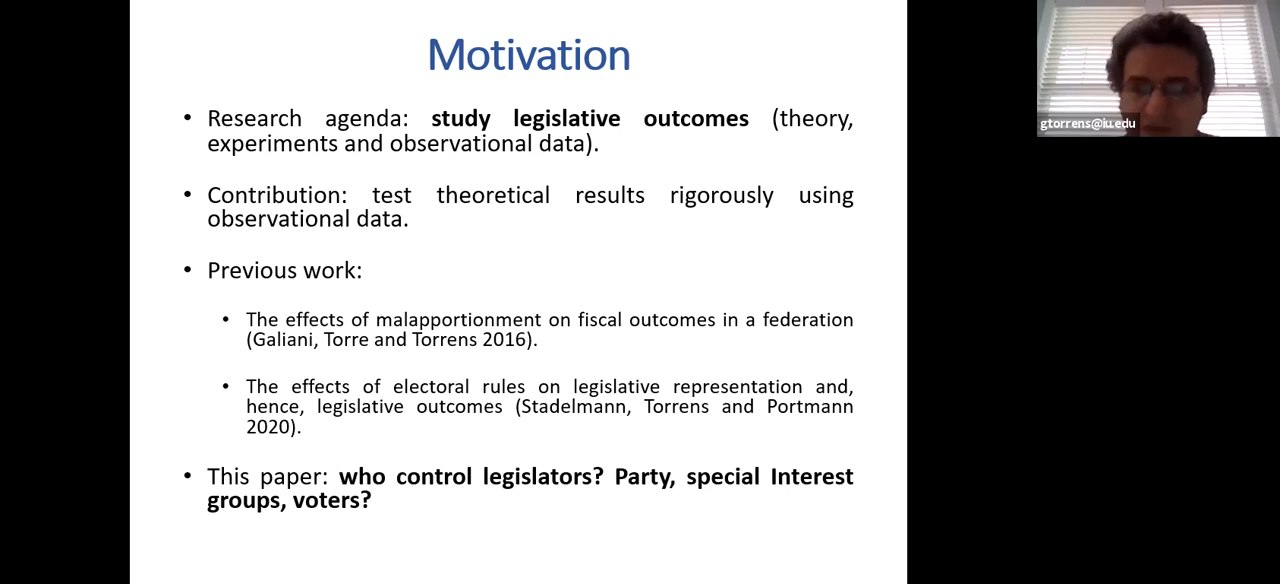 Motivation
• Research agenda: study legislative outcomes (theory,
experiments and observational data).
• Contribution: test theoretical results rigorously using
observational data.
• Previous work:
• The effects of malapportionment on fiscal outcomes in a federation
(Galiani, Torre and Torrens 2016).
• The effects of electoral rules on legislative representation and,
hence, legislative outcomes (Stadelmann, Torrens and Portmann
2020).
• This paper: who control legislators? Party, special Interest
groups, voters?
gtorrens@iu.edu